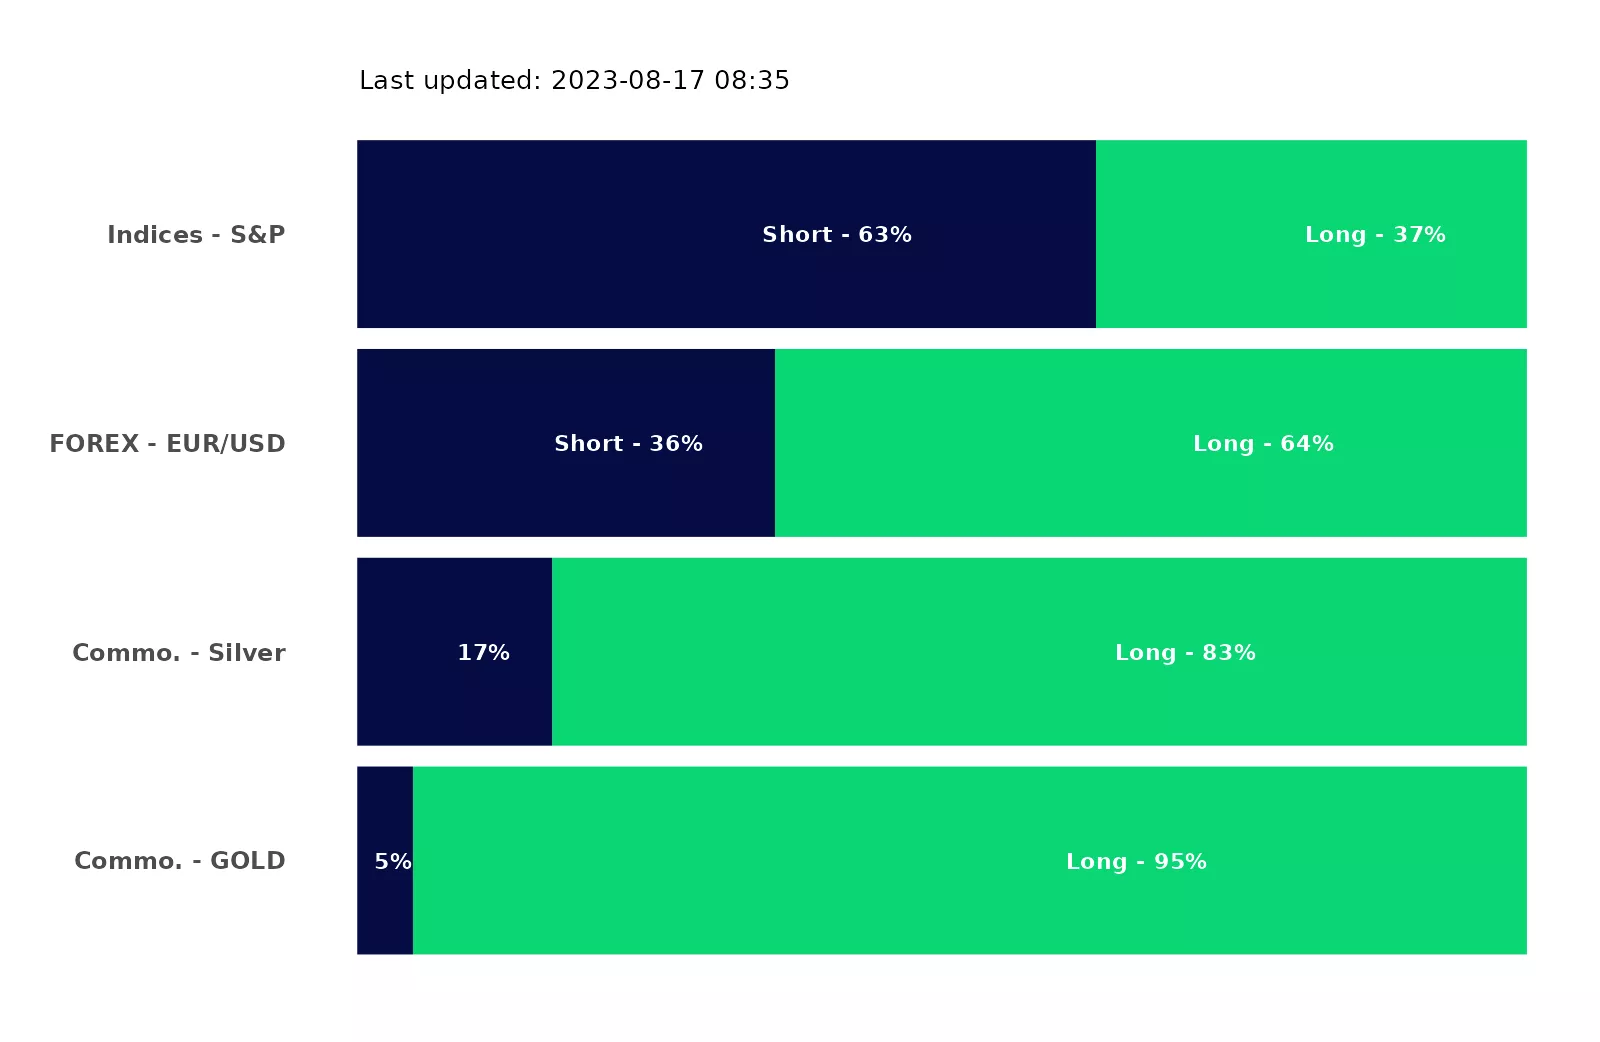 Last updated: 2023-08-17 08:35
Indices - S&P
Short - 63%
Long - 37%
FOREX - EUR/USD
Short - 36%
Long - 64%
Commo. - Silver
17%
Long - 83%
Commo. - GOLD
5%
Long - 95%